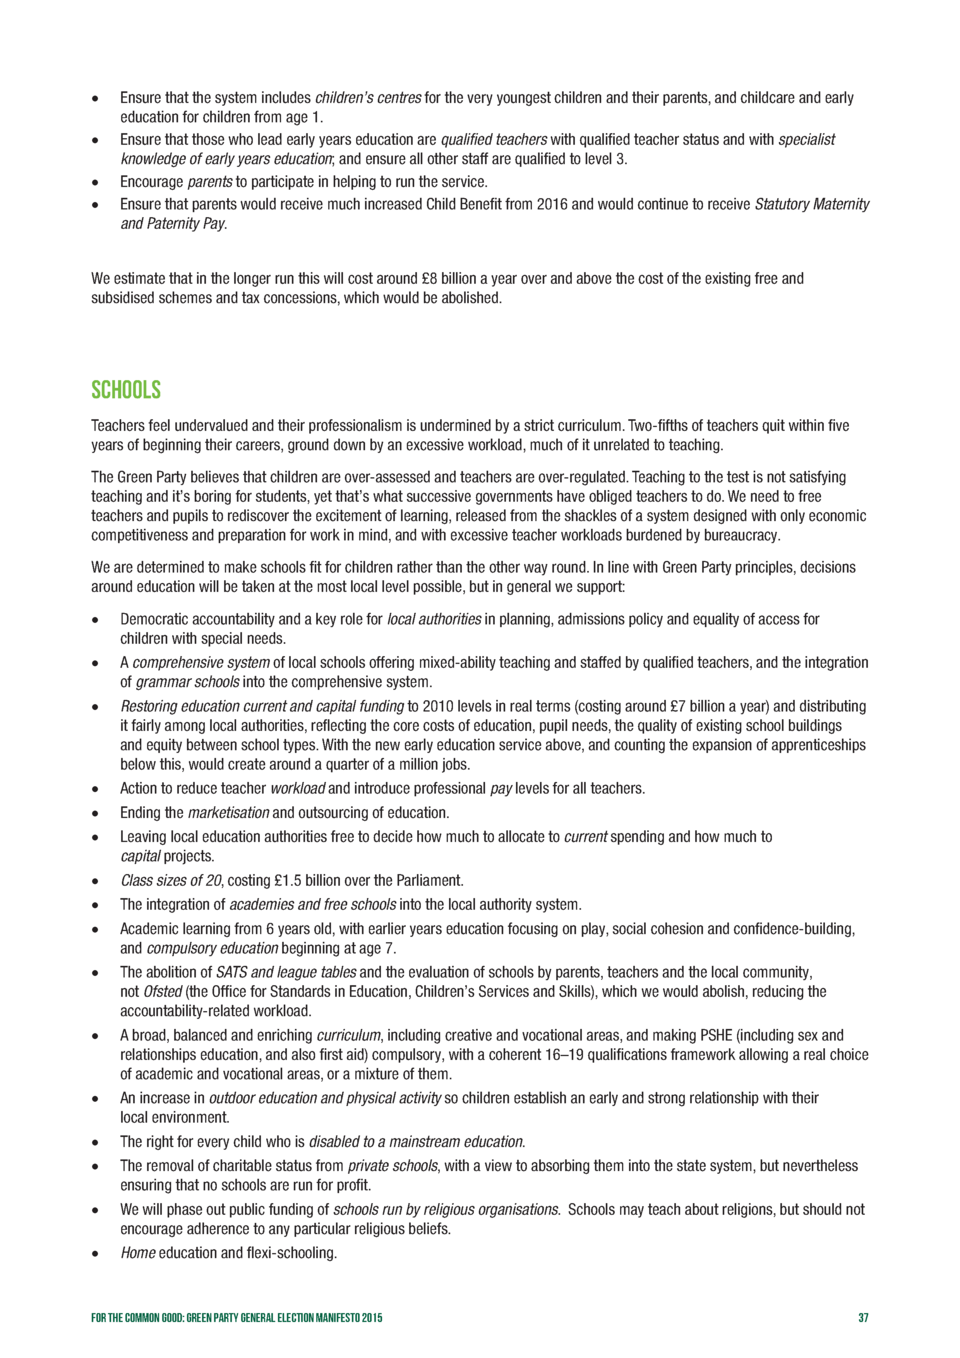 • Ensure that the system includes children's centres for the very youngest children and their parents, and childcare and early
education for children from age 1.
• Ensure that those who lead early years education are qualified teachers with qualified teacher status and with specialist
knowledge of early years education; and ensure all other staff are qualified to level 3.
• Encourage parents to participate in helping to run the service.
• Ensure that parents would receive much increased Child Benefit from 2016 and would continue to receive Statutory Maternity
and Paternity Pay.
We estimate that in the longer run this will cost around £8 billion a year over and above the cost of the existing free and
subsidised schemes and tax concessions, which would be abolished.
SCHOOLS
Teachers feel undervalued and their professionalism is undermined by a strict curriculum. Two-fifths of teachers quit within five
years of beginning their careers, ground down by an excessive workload, much of it unrelated to teaching.
The Green Party believes that children are over-assessed and teachers are over-regulated. Teaching to the test is not satisfying
teaching and it's boring for students, yet that's what successive governments have obliged teachers to do. We need to free
teachers and pupils to rediscover the excitement of learning, released from the shackles of a system designed with only economic
competitiveness and preparation for work in mind, and with excessive teacher workloads burdened by bureaucracy.
We are determined to make schools fit for children rather than the other way round. In line with Green Party principles, decisions
around education will be taken at the most local level possible, but in general we support:
• Democratic accountability and a key role for local authorities in planning, admissions policy and equality of access for
children with special needs.
• A comprehensive system of local schools offering mixed-ability teaching and staffed by qualified teachers, and the integration
of grammar schools into the comprehensive system.
• Restoring education current and capital funding to 2010 levels in real terms (costing around £7 billion a year) and distributing
it fairly among local authorities, reflecting the core costs of education, pupil needs, the quality of existing school buildings
and equity between school types. With the new early education service above, and counting the expansion of apprenticeships
below this, would create around a quarter of a million jobs.
• Action to reduce teacher workload and introduce professional pay levels for all teachers.
• Ending the marketisation and outsourcing of education.
• Leaving local education authorities free to decide how much to allocate to current spending and how much to
capital projects.
• Class sizes of 20, costing £1.5 billion over the Parliament.
• The integration of academies and free schools into the local authority system.
• Academic learning from 6 years old, with earlier years education focusing on play, social cohesion and confidence-building,
and compulsory education beginning at age 7.
• The abolition of SATS and league tables and the evaluation of schools by parents, teachers and the local community,
not Ofsted (the Office for Standards in Education, Children's Services and Skills), which we would abolish, reducing the
accountability-related workload.
• A broad, balanced and enriching curriculum, including creative and vocational areas, and making PSHE (including sex and
relationships education, and also first aid) compulsory, with a coherent 16–19 qualifications framework allowing a real choice
of academic and vocational areas, or a mixture of them.
• An increase in outdoor education and physical activity so children establish an early and strong relationship with their
local environment.
• The right for every child who is disabled to a mainstream education.
• The removal of charitable status from private schools, with a view to absorbing them into the state system, but nevertheless
ensuring that no schools are run for profit.
• We will phase out public funding of schools run by religious organisations. Schools may teach about religions, but should not
encourage adherence to any particular religious beliefs.
• Home education and flexi-schooling.
FOR THE COMMON GOOD: GREEN PARTY GENERAL ELECTION MANIFESTO 2015 37